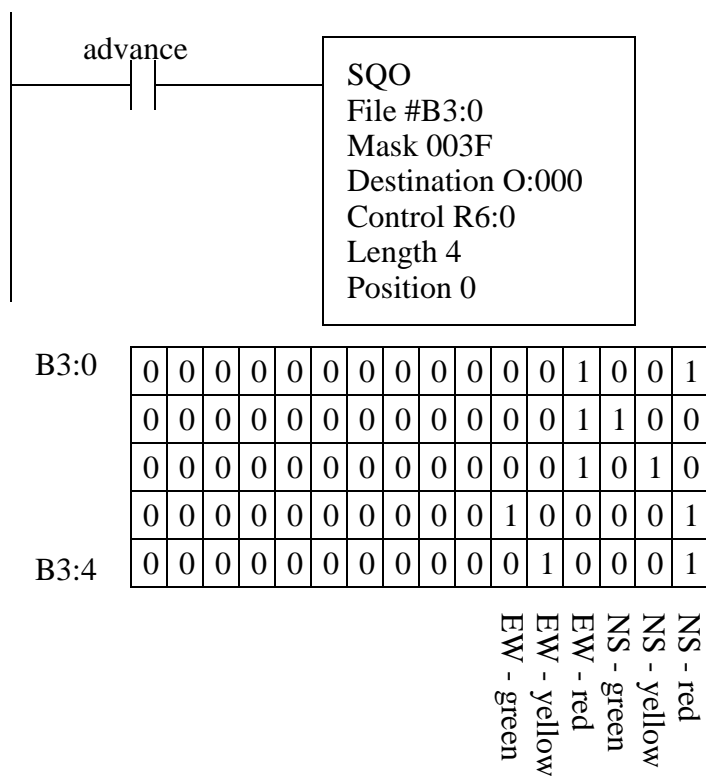 advance
SQO
File #B3:0
Mask 003F
Destination O:000
Control R6:0
Length 4
Position 0
B3:0 0 0 0 0 0 0 0 0 0 0 0 0 1 0 0 1
0 0 0 0 0 0 0 0 0 0 0 0 1 1 0 0
0 0 0 0 0 0 0 0 0 0 0 0 1 0 1 0
0 0 0 0 0 0 0 0 0 0 1 0 0 0 0 1
B3:4 0 0 0 0 0 0 0 0 0 0 0 1 0 0 0 1
EW - green
EW - yellow
EW - red
NS - green
NS - yellow
NS - red